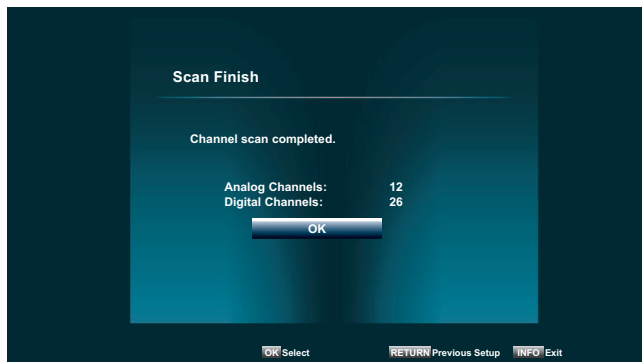 Scan Finish
Channel scan completed.
Analog Channels: 12
Digital Channels: 26
OK
OK Select RETURN Previous Setup INFO Exit